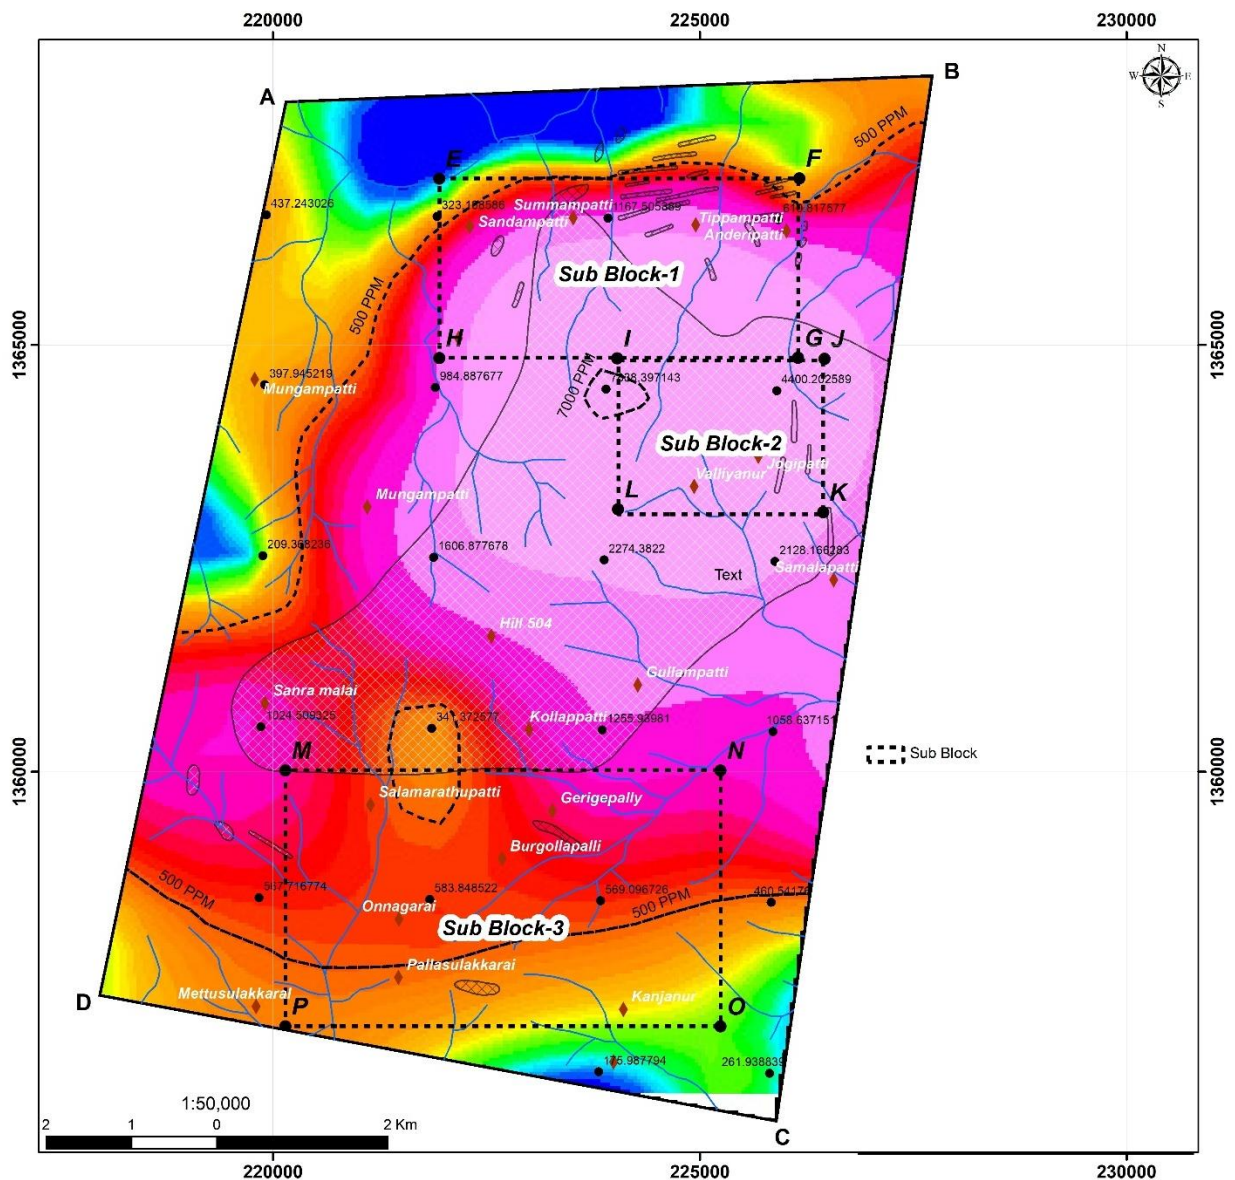 220000
225000
230000
N
W
E
S
A
B
500 PPM
E
F
437.243026
323.188586
Summampatti
1167.505389
Sandampatti
Tippampatti
Anderipatti
Sub Block-1
500 PPM
1365000
1365000
H
I
G
J
397.945219
Mungampatti
984.887677
7000 PPM
4400.202589
Sub Block-2
Jogipatti
Valliyanur
Mungampatti
L
K
209.368236
1606.877678
2274.3822
2128.166283
Text
Samalapatti
Hill 504
Gullampatti
Sanra malai
1024.509325
Kollappatti
1255.93981
1058.637151
M
N
Sub Block
1360000
1360000
Salamarathupatti
Gerigepally
Burgollapalli
500 PPM
583.848522
569.096726
500 PPM
Onnagarai
Sub Block-3
Pallasulakkarai
D
Mettusulakkarai
P
Kanjanur
O
261.938639
1:50,000
2
1
0
2 Km
C
220000
225000
230000